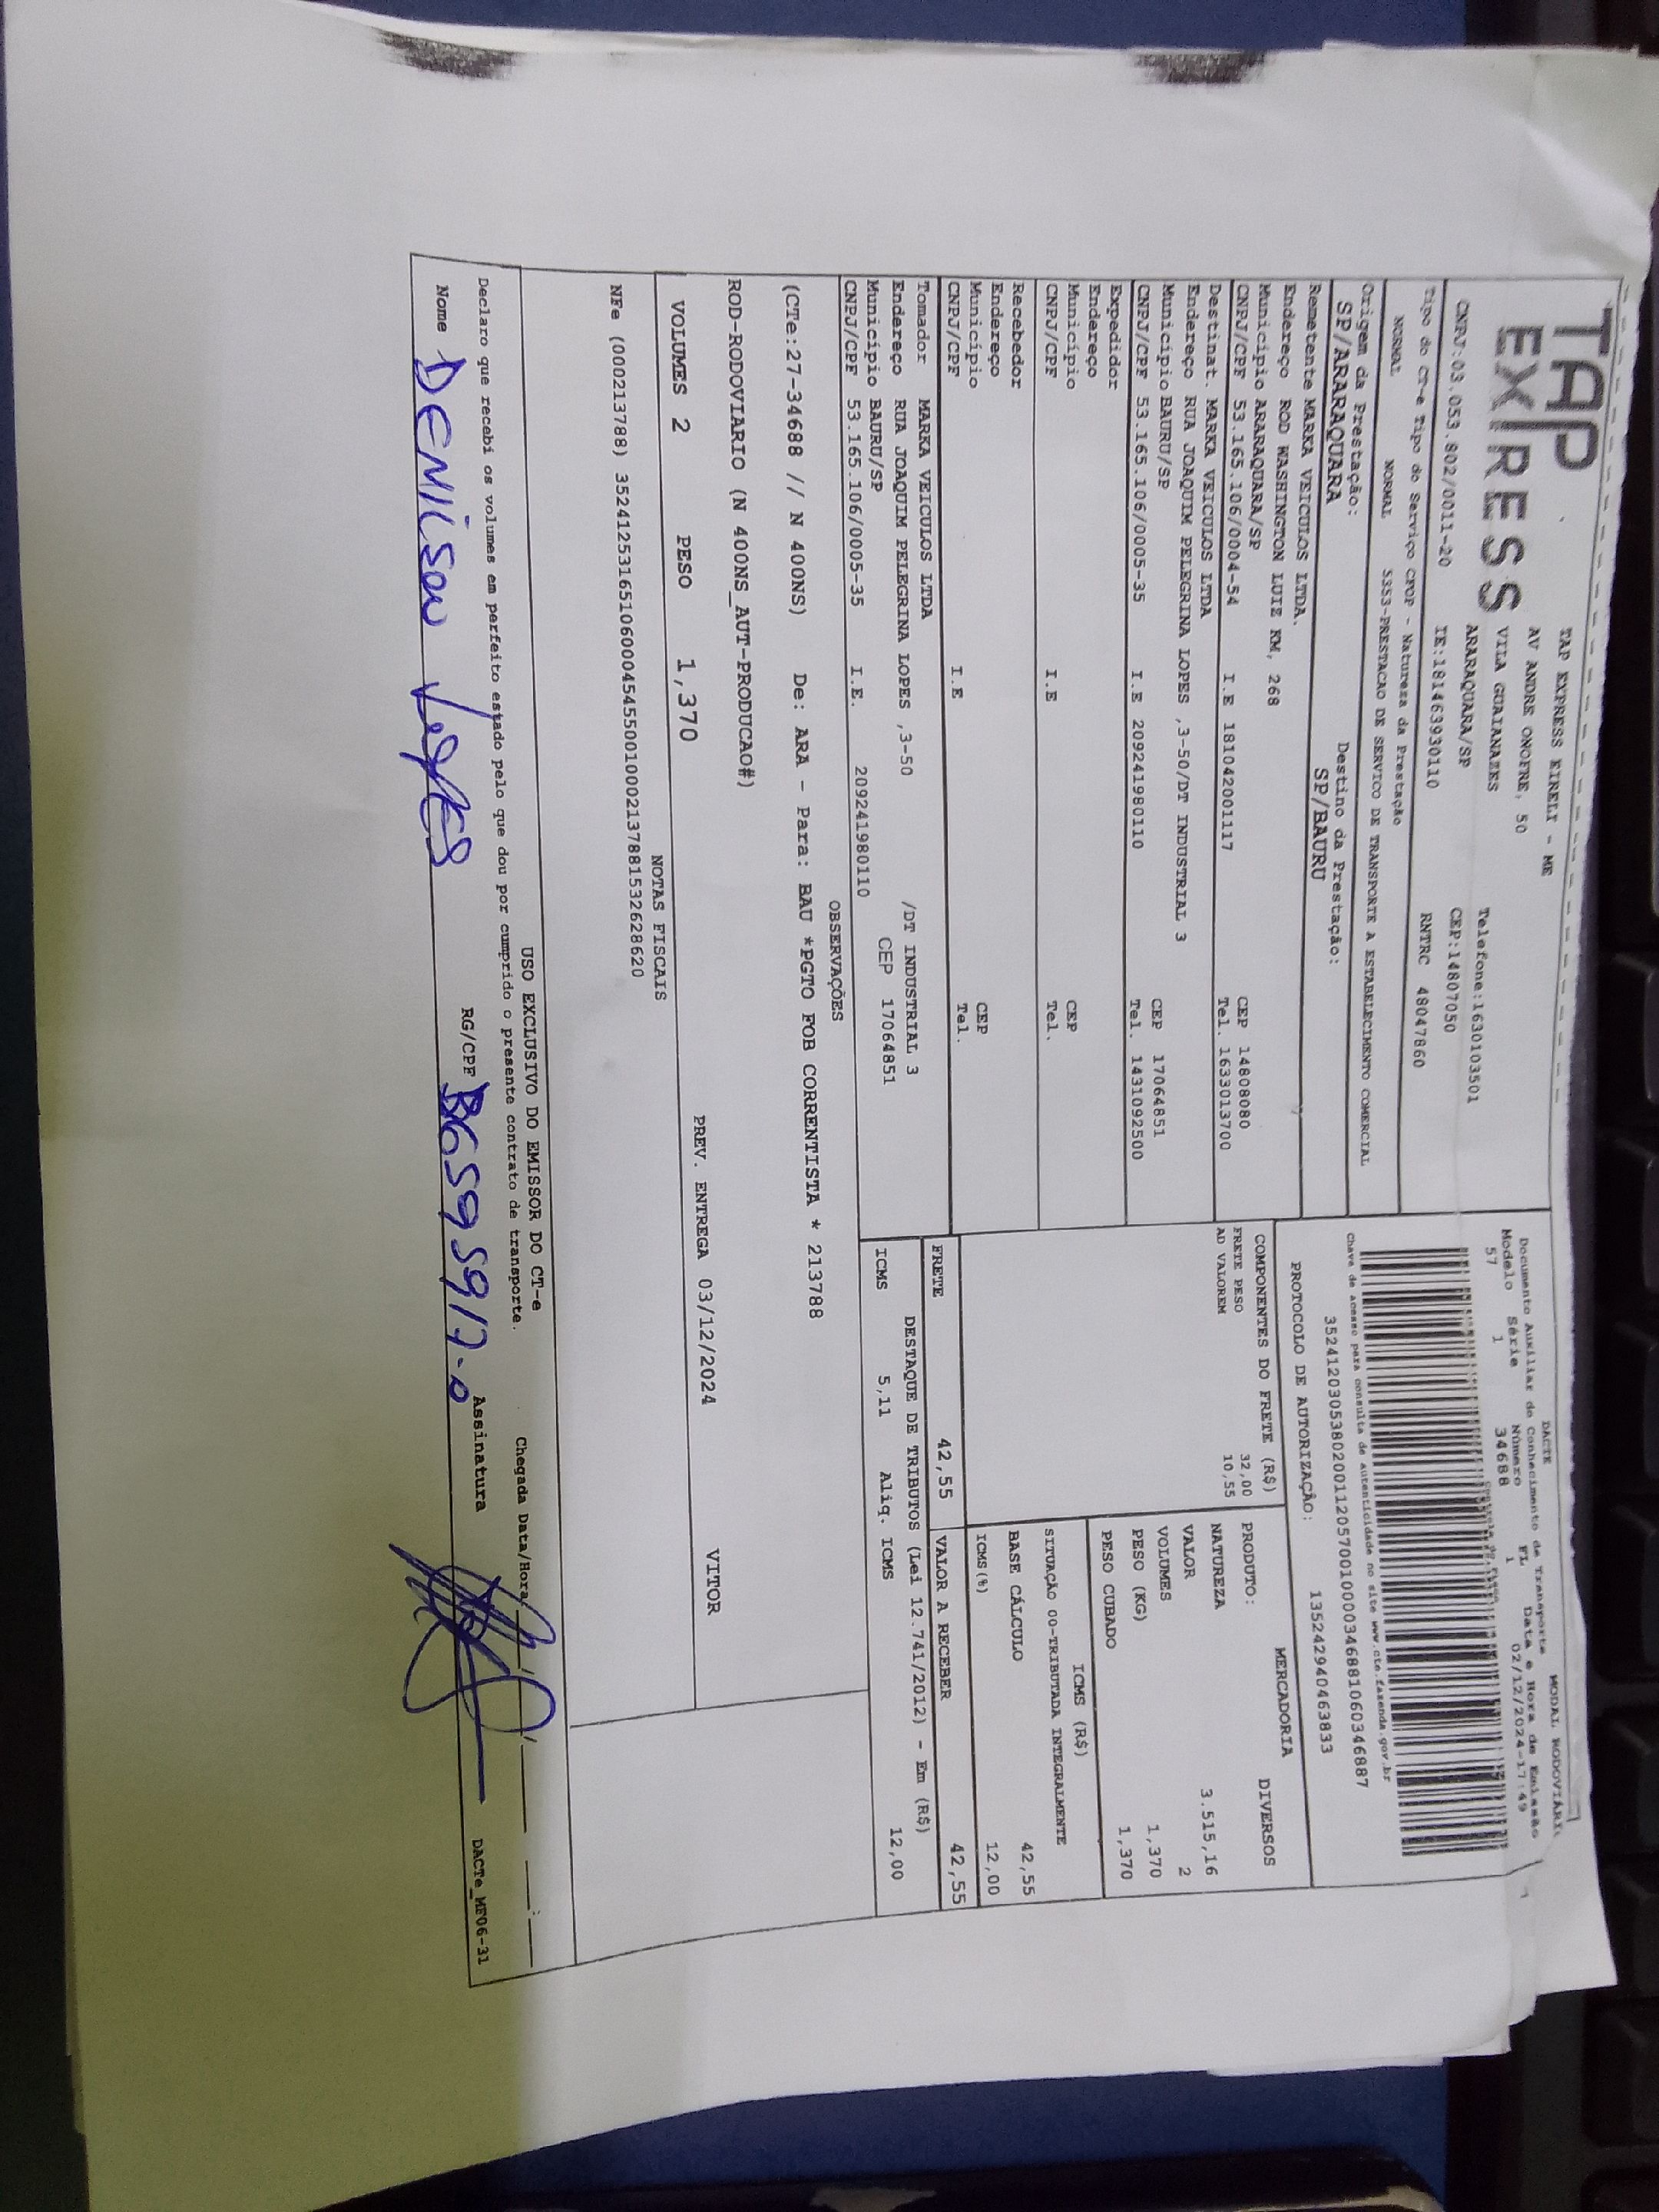 TAP
EXPRESS
TAP EXPRESS EIRELI - ME
AV ANDRE ONOFRE, 50
VILA GUAIANAZES
ARARAQUARA/SP
Telefone:1630103501
CEP:14807050
CNPJ:03.053.802/0011-20 IE:181463930110 RNTRC 48047860
Tipo do CT-e Tipo do Serviço CFOP - Natureza da Prestação
NORMAL NORMAL 5353-PRESTACAO DE SERVICO DE TRANSPORTE A ESTABELECIMENTO COMERCIAL
Origem da Prestação: Destino da Prestação:
SP/ARARAQUARA SP/BAURU
Remetente MARKA VEICULOS LTDA.
Endereço ROD WASHINGTON LUIZ KM, 268
Município ARARAQUARA/SP CEP 14808080
CNPJ/CPF 53.165.106/0004-54 I.E 181042001117 Tel. 1633013700
Destinat. MARKA VEICULOS LTDA
Endereço RUA JOAQUIM PELEGRINA LOPES ,3-50/DT INDUSTRIAL 3
Município BAURU/SP CEP 17064851
CNPJ/CPF 53.165.106/0005-35 I.E 209241980110 Tel. 1431092500
Expedidor
Endereço
Município CEP
CNPJ/CPF I.E Tel.
Recebedor
Endereço
Município CEP
CNPJ/CPF I.E Tel.
Tomador MARKA VEICULOS LTDA
Endereço RUA JOAQUIM PELEGRINA LOPES ,3-50 /DT INDUSTRIAL 3
Município BAURU/SP CEP 17064851
CNPJ/CPF 53.165.106/0005-35 I.E. 209241980110
DACTE MODAL RODOVIÁRI
Documento Auxiliar do Conhecimento de Transporte
Modelo Série Número FL Data e Hora de Emissão
57 1 34688 1 02/12/2024-17:49
Chave de acesso para consulta de autenticidade no site www.cte.fazenda.gov.br
35241203053802001120570010000346881060346887
PROTOCOLO DE AUTORIZAÇÃO: 135242940463833
COMPONENTES DO FRETE (R$)
FRETE PESO 32,00
AD VALOREM 10,55
MERCADORIA
PRODUTO: DIVERSOS
NATUREZA
VALOR 3.515,16
VOLUMES 2
PESO (KG) 1,370
PESO CUBADO 1,370
ICMS (R$)
SITUAÇÃO 00-TRIBUTADA INTEGRALMENTE
BASE CÁLCULO 42,55
ICMS(%) 12,00
FRETE 42,55 VALOR A RECEBER 42,55
DESTAQUE DE TRIBUTOS (Lei 12.741/2012) - Em (R$)
ICMS 5,11 Aliq. ICMS 12,00
OBSERVAÇÕES
(CTe:27-34688 // N 400NS) De: ARA - Para: BAU *PGTO FOB CORRENTISTA * 213788
ROD-RODOVIARIO (N 400NS_AUT-PRODUCAO#)
VOLUMES 2 PESO 1,370 PREV. ENTREGA 03/12/2024 VITOR
NOTAS FISCAIS
NFe (000213788) 35241253165106000454550010002137881532628620
USO EXCLUSIVO DO EMISSOR DO CT-e
Declaro que recebi os volumes em perfeito estado pelo que dou por cumprido o presente contrato de transporte.
Chegada Data/Hora
Nome DENILSON RG/CPF Assinatura
DACTe_MF06-31